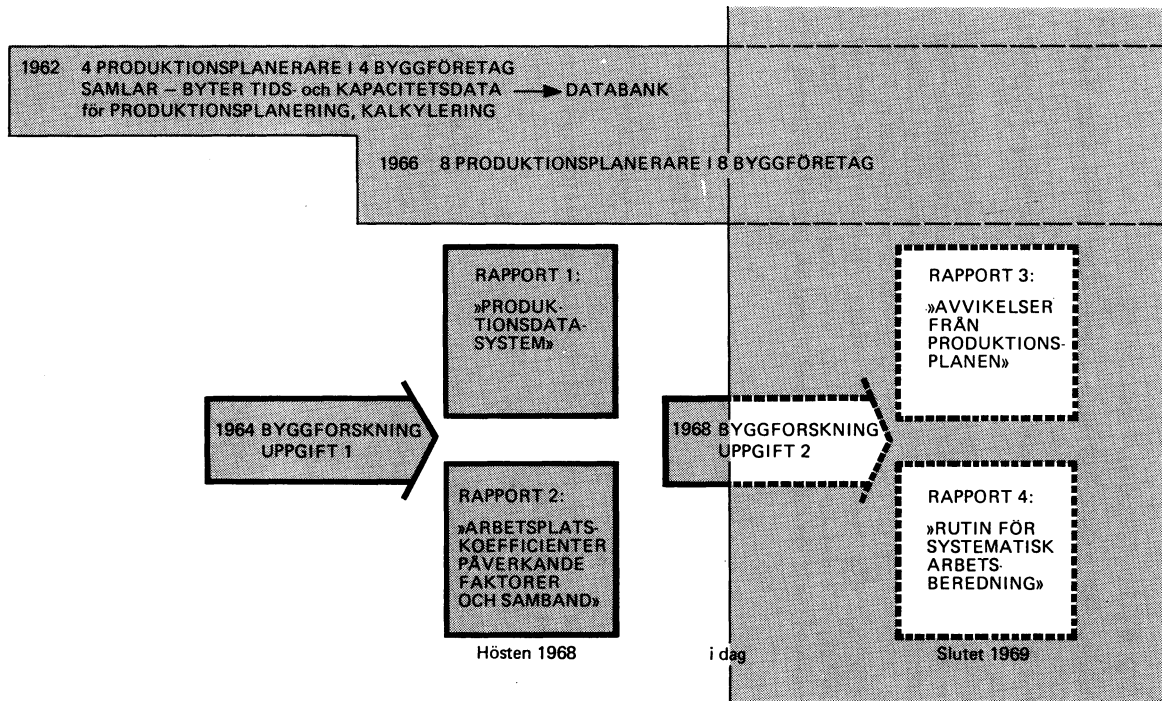 1962 4 PRODUKTIONSPLANERARE I 4 BYGGFÖRETAG
SAMLAR – BYTER TIDS- och KAPACITETSDATA → DATABANK
för PRODUKTIONSPLANERING, KALKYLERING
1966 8 PRODUKTIONSPLANERARE I 8 BYGGFÖRETAG
RAPPORT 1:
»PRODUK-
TIONSDATA-
SYSTEM»
1964 BYGGFORSKNING
UPPGIFT 1
RAPPORT 2:
»ARBETSPLATS-
KOEFFICIENTER
PÅVERKANDE
FAKTORER
OCH SAMBAND»
Hösten 1968
i dag
1968 BYGGFORSKNING
UPPGIFT 2
RAPPORT 3:
»AVVIKELSER
FRÅN
PRODUKTIONS-
PLANEN»
RAPPORT 4:
»RUTIN FÖR
SYSTEMATISK
ARBETS-
BEREDNING»
Slutet 1969